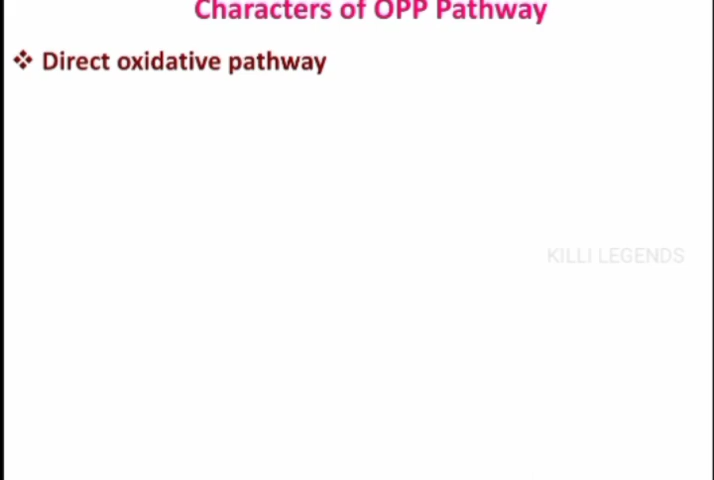 Characters of OPP Pathway
❖ Direct oxidative pathway
KILLI LEGENDS